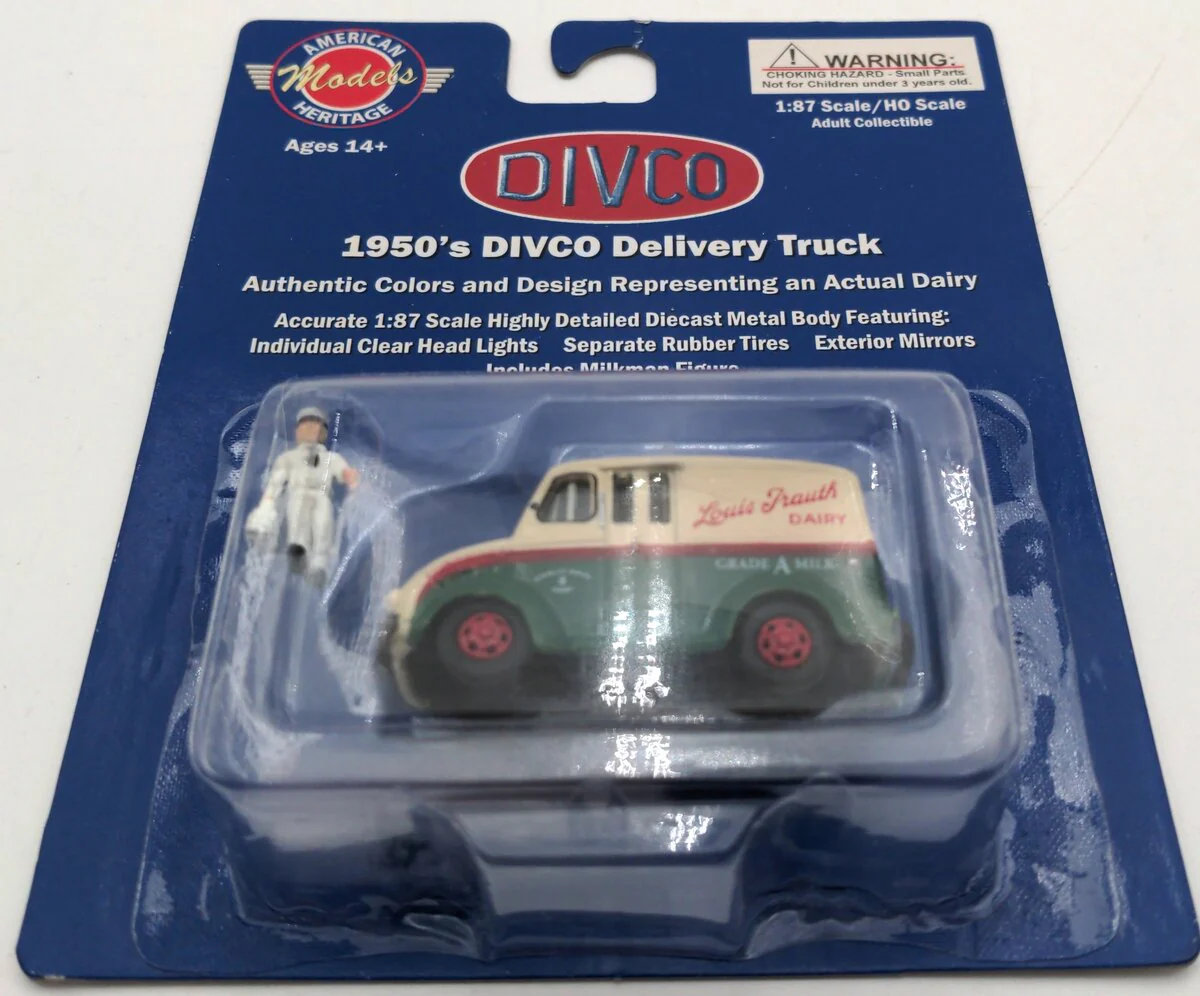 AMERICAN
Models
HERITAGE
Ages 14+
WARNING:
CHOKING HAZARD - Small Parts.
Not for Children under 3 years old.
1:87 Scale/HO Scale
Adult Collectible
DIVCO
1950's DIVCO Delivery Truck
Authentic Colors and Design Representing an Actual Dairy
Accurate 1:87 Scale Highly Detailed Diecast Metal Body Featuring:
Individual Clear Head Lights Separate Rubber Tires Exterior Mirrors
Includes Milkman Figure
Louis Trauth
DAIRY
GRADE A MILK